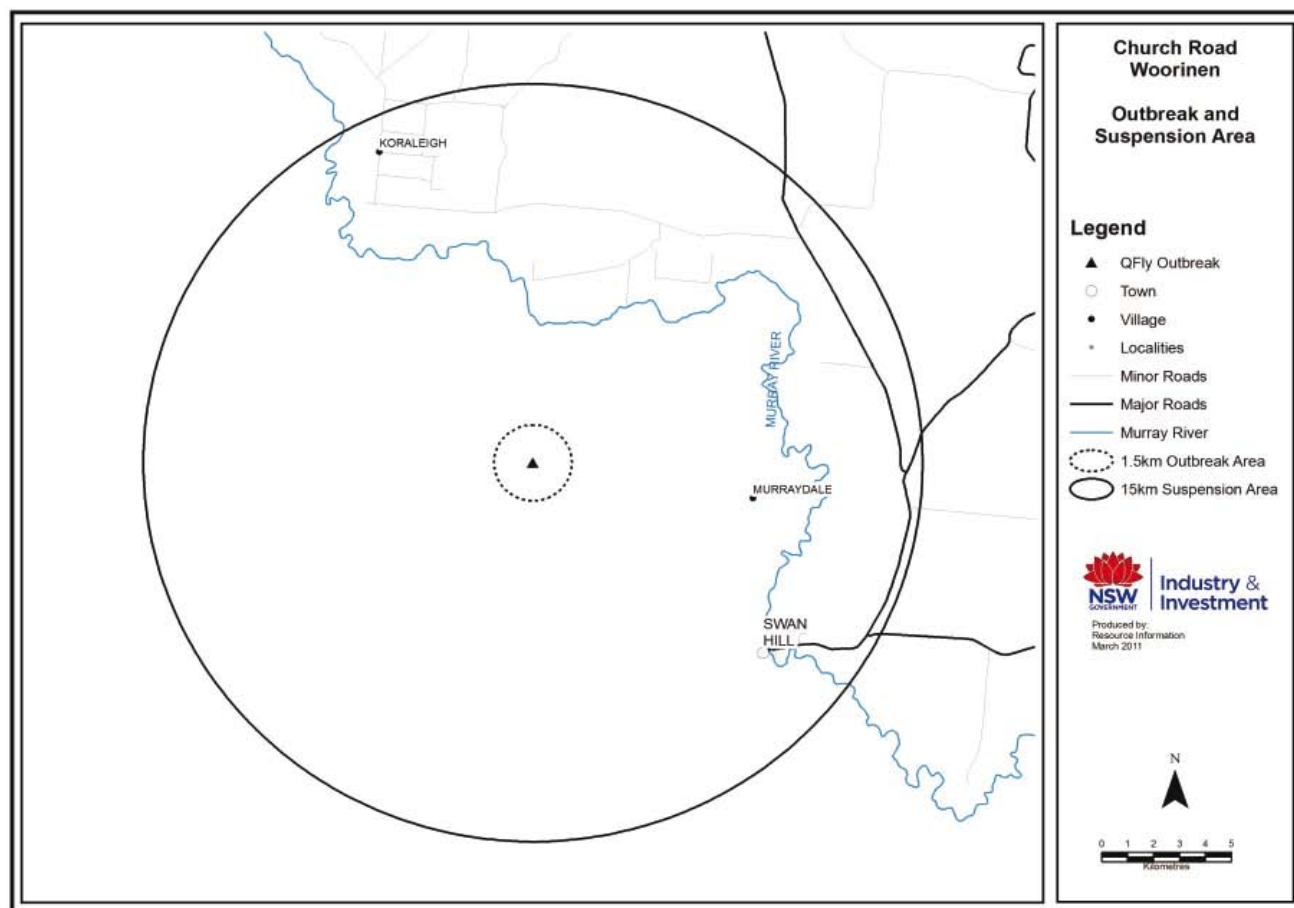 KORALEIGH
MURRAY RIVER
MURRAYDALE
SWAN
HILL
Church Road
Woorinen
Outbreak and
Suspension Area
Legend
QFly Outbreak
Town
Village
Localities
Minor Roads
Major Roads
Murray River
1.5km Outbreak Area
15km Suspension Area
NSW
GOVERNMENT
Industry &
Investment
Produced by:
Resource Information
March 2011
N
0 1 2 3 4 5
Kilometres